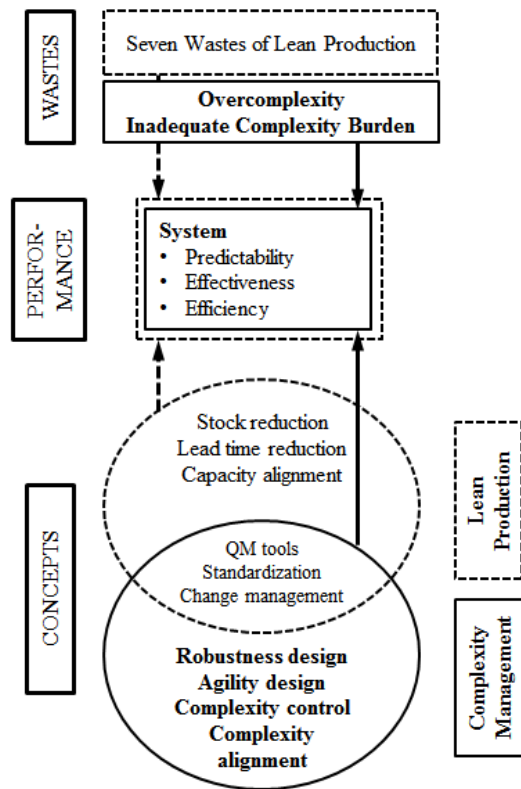 WASTES
Seven Wastes of Lean Production
Overcomplexity
Inadequate Complexity Burden
PERFOR-
MANCE
System
• Predictability
• Effectiveness
• Efficiency
CONCEPTS
Stock reduction
Lead time reduction
Capacity alignment
QM tools
Standardization
Change management
Robustness design
Agility design
Complexity control
Complexity
alignment
Lean
Production
Complexity
Management